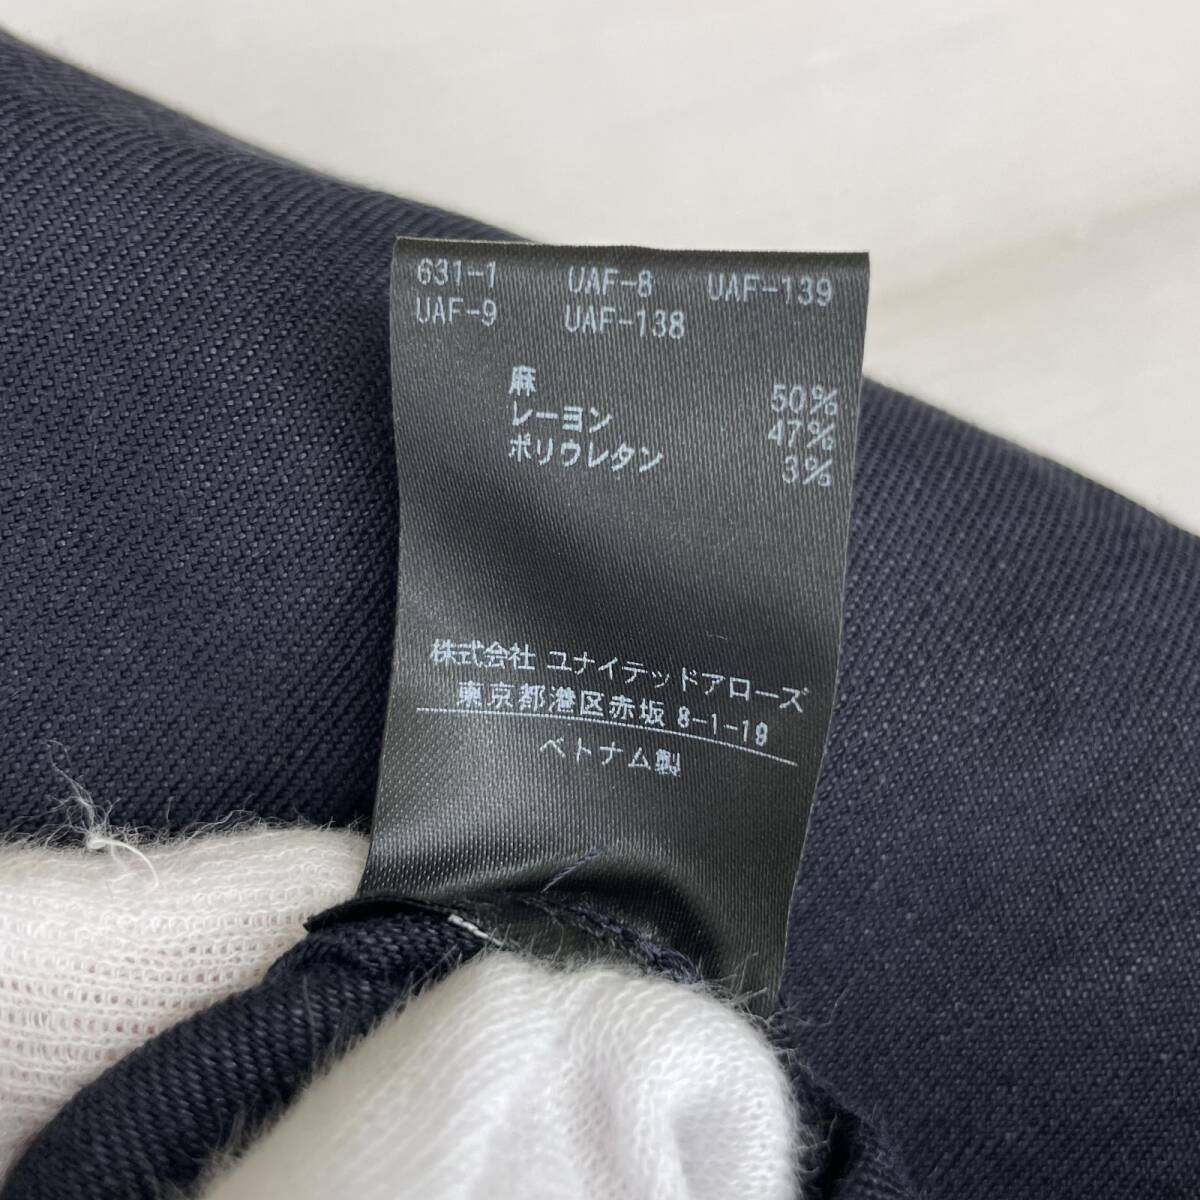 631-1 UAF-8 UAF-139
UAF-9 UAF-138
麻 50%
レーヨン 47%
ポリウレタン 3%
株式会社 ユナイテッドアローズ
東京都港区赤坂 8-1-19
ベトナム製